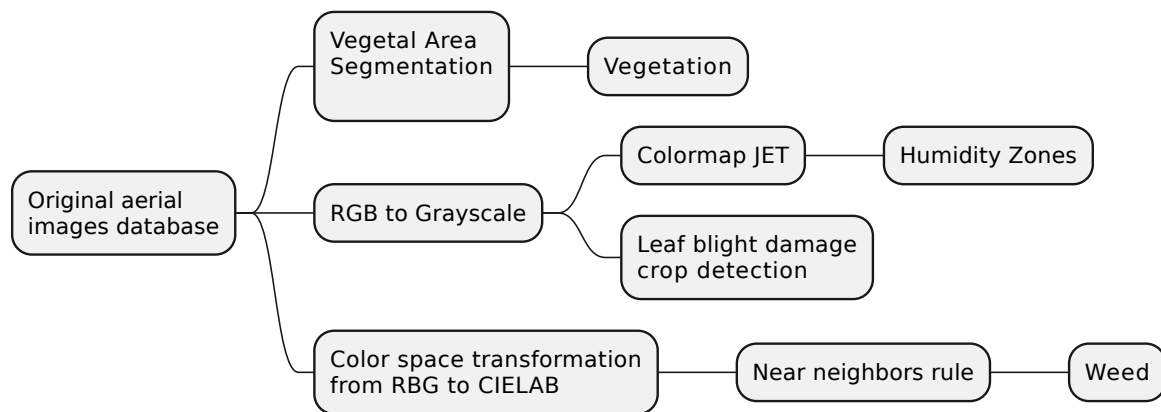 Original aerial
images database
Vegetal Area
Segmentation
Vegetation
RGB to Grayscale
Colormap JET
Humidity Zones
Leaf blight damage
crop detection
Color space transformation
from RBG to CIELAB
Near neighbors rule
Weed